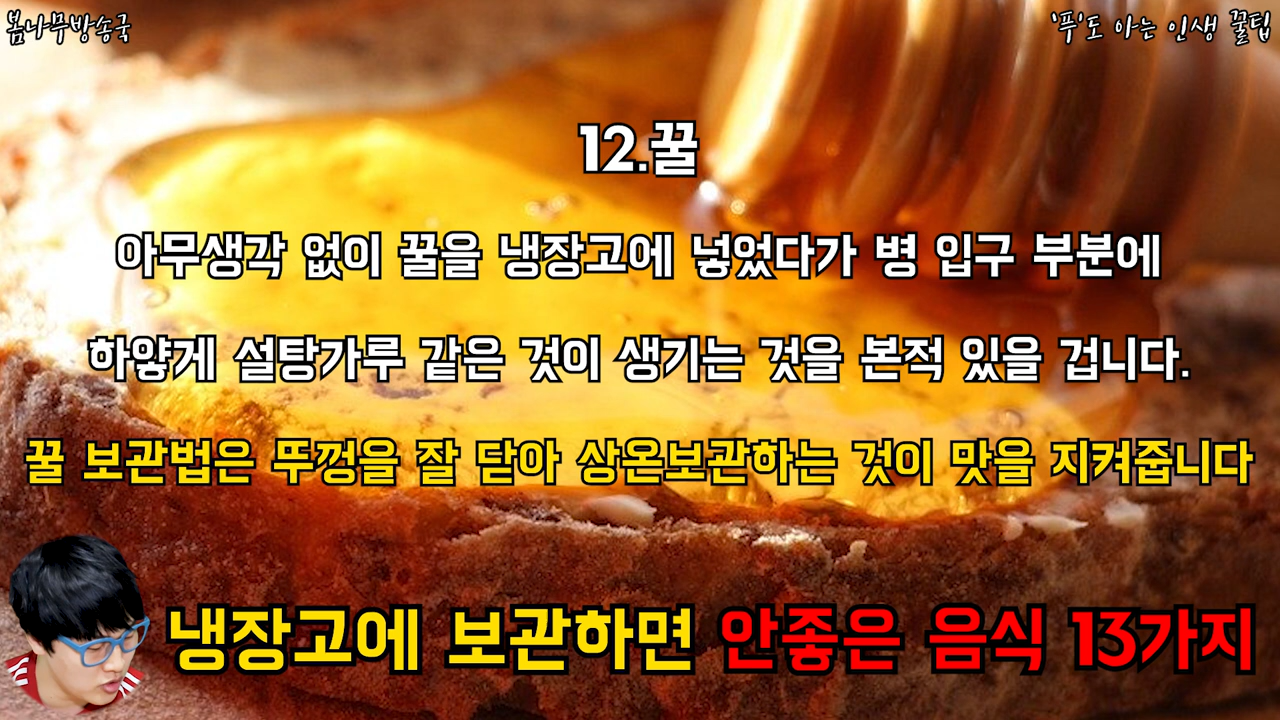 봄나무방송국
'푸'도 아는 인생 꿀팁
12.꿀
아무생각 없이 꿀을 냉장고에 넣었다가 병 입구 부분에
하얗게 설탕가루 같은 것이 생기는 것을 본적 있을 겁니다.
꿀 보관법은 뚜껑을 잘 닫아 상온보관하는 것이 맛을 지켜줍니다
냉장고에 보관하면 안좋은 음식 13가지